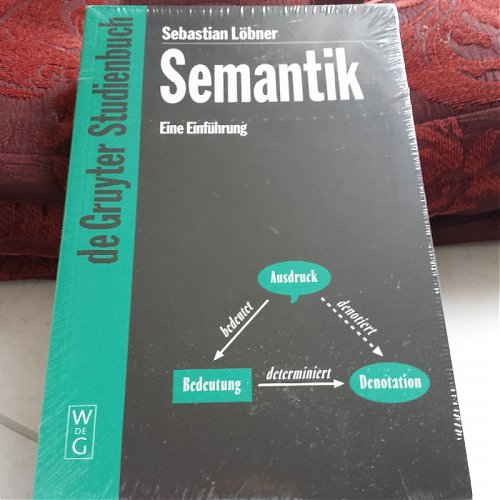 Sebastian Löbner
Semantik
Eine Einführung
de Gruyter Studienbuch
Ausdruck
bedeutet
denotiert
Bedeutung
determiniert
Denotation
W
DE
G